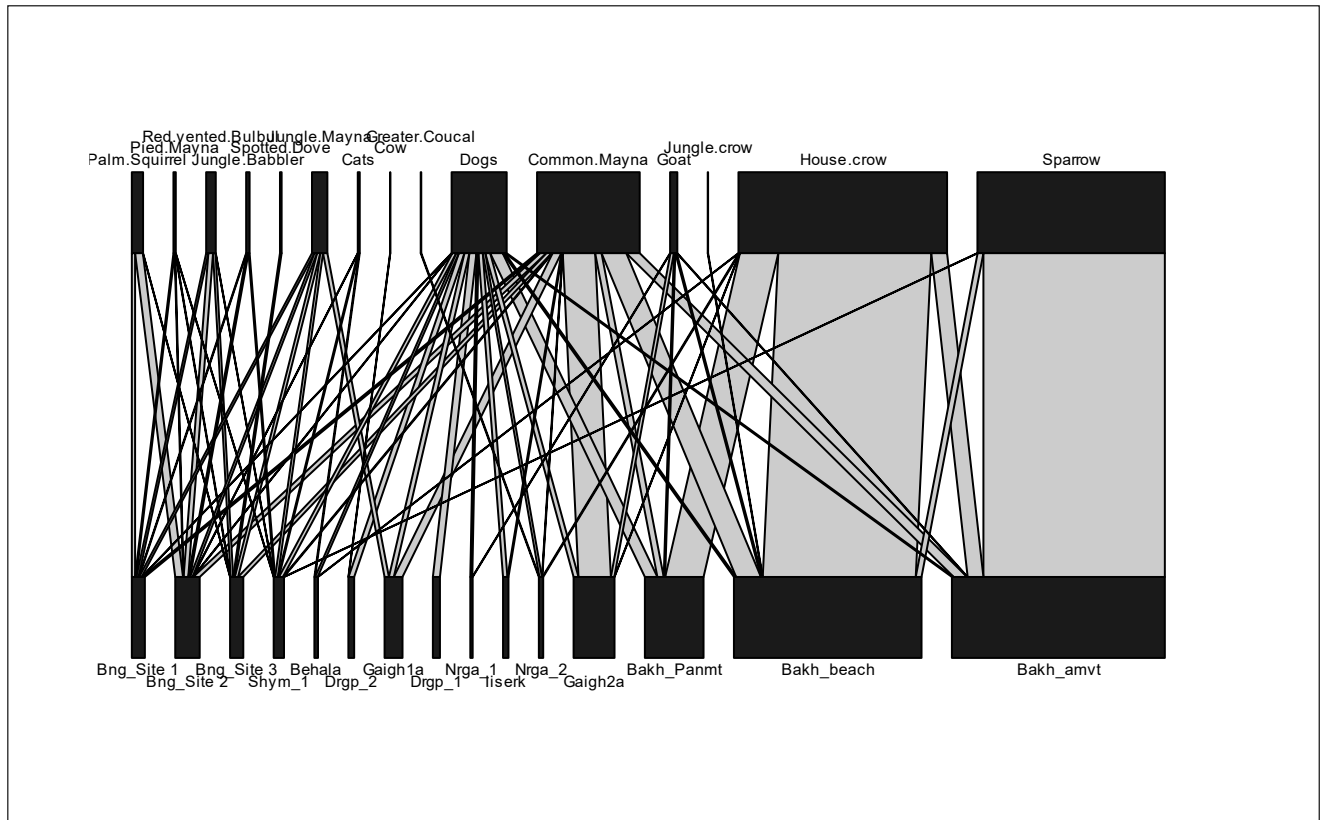 Red.vented.Bulbul Jungle.Mayna Greater.Coucal
Pied.Mayna Spotted.Dove Cow Jungle.crow
Palm.Squirrel Jungle.Babbler Cats Dogs Common.Mayna Goat House.crow Sparrow
Bng_Site 1 Bng_Site 3 Behala Gaigh1a Nrga_1 Nrga_2 Bakh_Panmt Bakh_beach Bakh_amvt
Bng_Site 2 Shym_1 Drgp_2 Drgp_1 Iiserk Gaigh2a